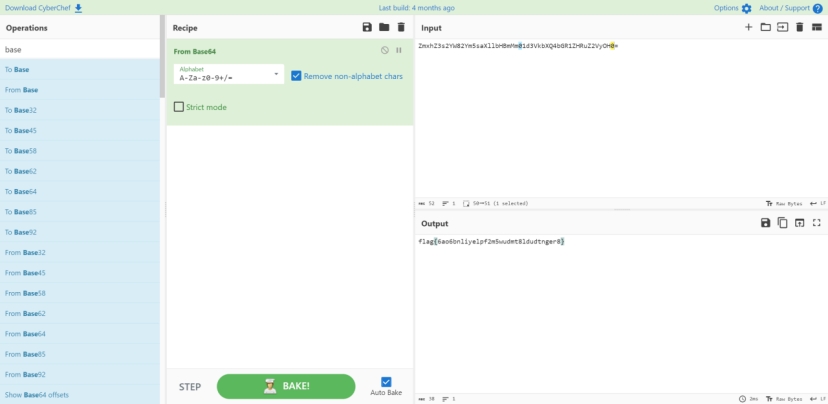 Download CyberChef
Last build: 4 months ago
Options
About / Support
Operations
base
To Base
From Base
To Base32
To Base45
To Base58
To Base62
To Base64
To Base85
To Base92
From Base32
From Base45
From Base58
From Base62
From Base64
From Base85
From Base92
Show Base64 offsets
Recipe
From Base64
Alphabet
A-Za-z0-9+/=
Remove non-alphabet chars
Strict mode
STEP
BAKE!
Auto Bake
Input
ZmxhZ3s2YW82Ym5saXllbHBmMm01d3VkbXQ4bGR1ZHRuZ2VyOH0=
52 1 50→51 (1 selected)
Raw Bytes LF
Output
flag{6ao6bnliyelpf2m5wudmt8ldudtnger8}
38 1
2ms Raw Bytes LF